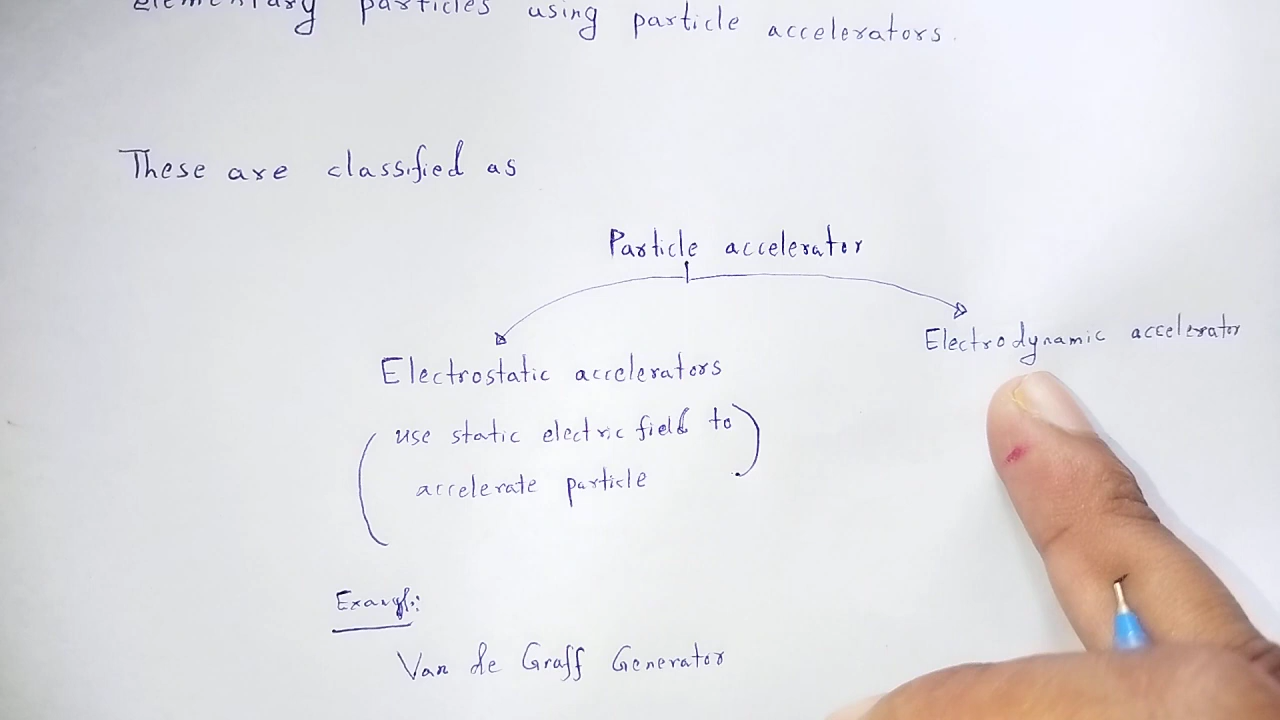 elementary particles using particle accelerators.
These are classified as
Particle accelerator
Electrostatic accelerators
Electrodynamic accelerator
(use static electric field to
accelerate particle)
Example:
Van de Graff Generator